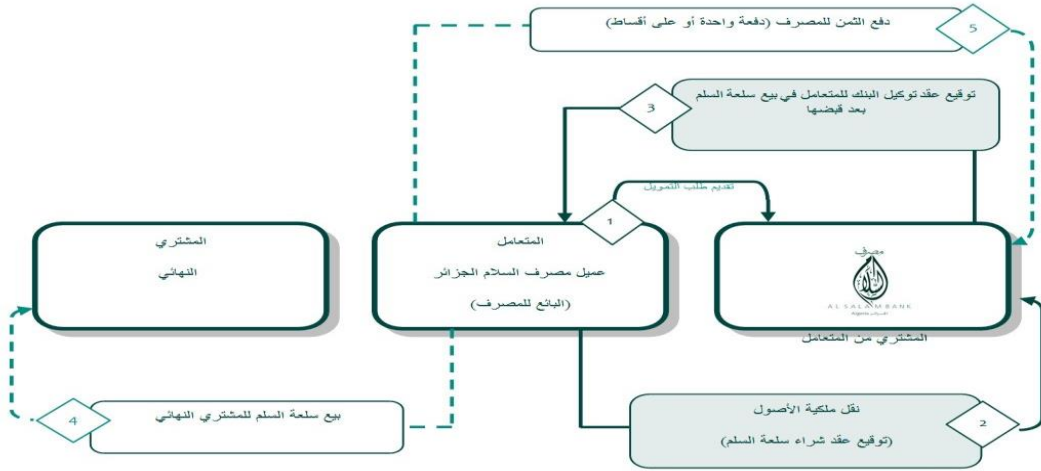 دفع الثمن للمصرف (دفعة واحدة أو على أقساط)
5
توقيع عقد توكيل البنك للمتعامل في بيع سلعة السلم
بعد قبضها
3
تقديم طلب التمويل
1
المشتري
النهائي
المتعامل
عميل مصرف السلام الجزائر
(البائع للمصرف)
مصرف
السلام
AL SALAM BANK
Algeria
المشتري من المتعامل
نقل ملكية الأصول
(توقيع عقد شراء سلعة السلم)
2
بيع سلعة السلم للمشتري النهائي
4